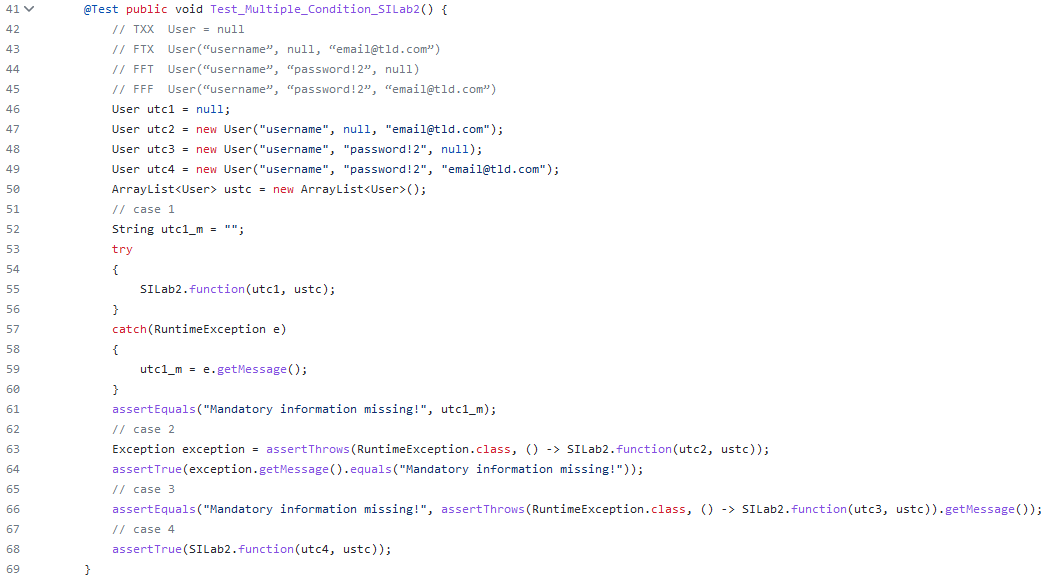 41 @Test public void Test_Multiple_Condition_SILab2() {
42 // TXX  User = null
43 // FTX  User(“username”, null, “email@tld.com”)
44 // FFT  User(“username”, “password!2”, null)
45 // FFF  User(“username”, “password!2”, “email@tld.com”)
46 User utc1 = null;
47 User utc2 = new User("username", null, "email@tld.com");
48 User utc3 = new User("username", "password!2", null);
49 User utc4 = new User("username", "password!2", "email@tld.com");
50 ArrayList<User> ustc = new ArrayList<User>();
51 // case 1
52 String utc1_m = "";
53 try
54 {
55 SILab2.function(utc1, ustc);
56 }
57 catch(RuntimeException e)
58 {
59 utc1_m = e.getMessage();
60 }
61 assertEquals("Mandatory information missing!", utc1_m);
62 // case 2
63 Exception exception = assertThrows(RuntimeException.class, () -> SILab2.function(utc2, ustc));
64 assertTrue(exception.getMessage().equals("Mandatory information missing!"));
65 // case 3
66 assertEquals("Mandatory information missing!", assertThrows(RuntimeException.class, () -> SILab2.function(utc3, ustc)).getMessage());
67 // case 4
68 assertTrue(SILab2.function(utc4, ustc));
69 }